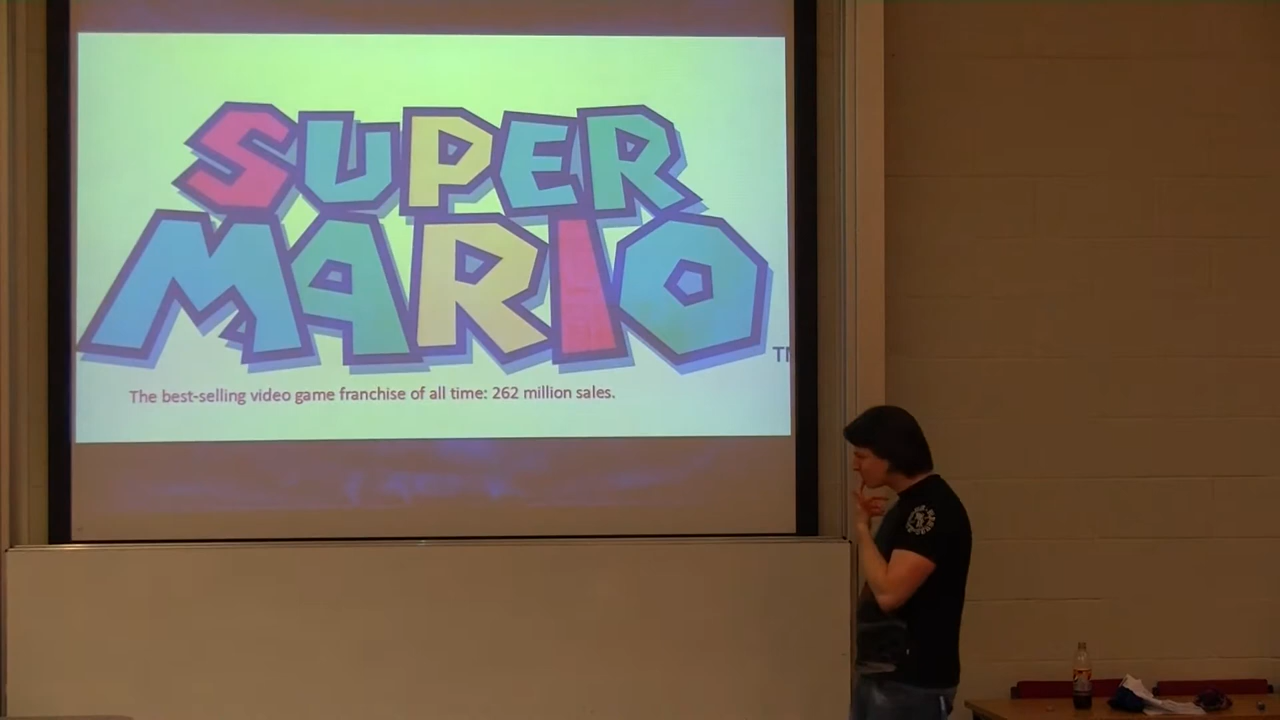 SUPER
MARIO
TM
The best-selling video game franchise of all time: 262 million sales.